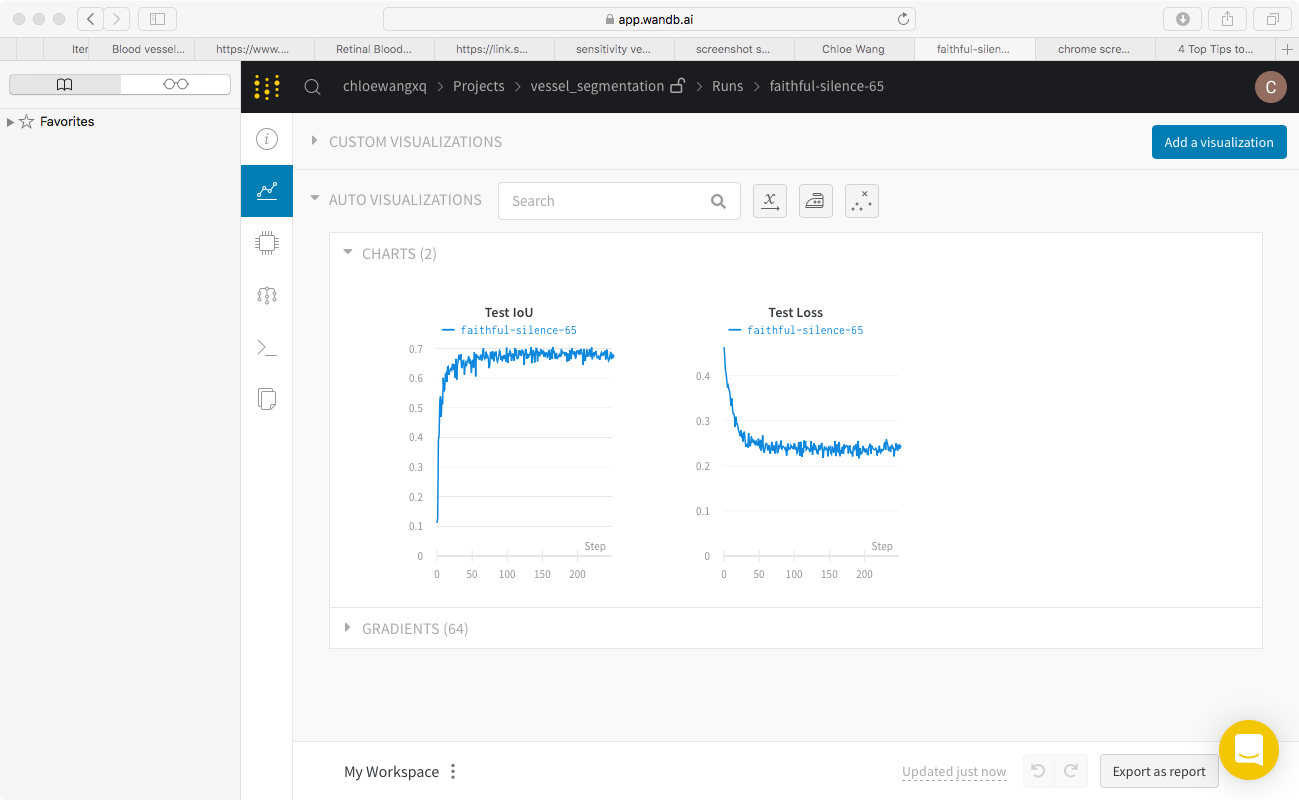 app.wandb.ai
Iter
Blood vessel...
https://www....
Retinal Blood...
https://link.s...
sensitivity ve...
screenshot s...
Chloe Wang
faithful-silen...
chrome scre...
4 Top Tips to...
Favorites
chloewangxq > Projects > vessel_segmentation > Runs > faithful-silence-65
C
CUSTOM VISUALIZATIONS
Add a visualization
AUTO VISUALIZATIONS
Search
x
CHARTS (2)
Test IoU
faithful-silence-65
0.7
0.6
0.5
0.4
0.3
0.2
0.1
0
Step
0 50 100 150 200
Test Loss
faithful-silence-65
0.4
0.3
0.2
0.1
0
Step
0 50 100 150 200
GRADIENTS (64)
My Workspace
Updated just now
Export as report